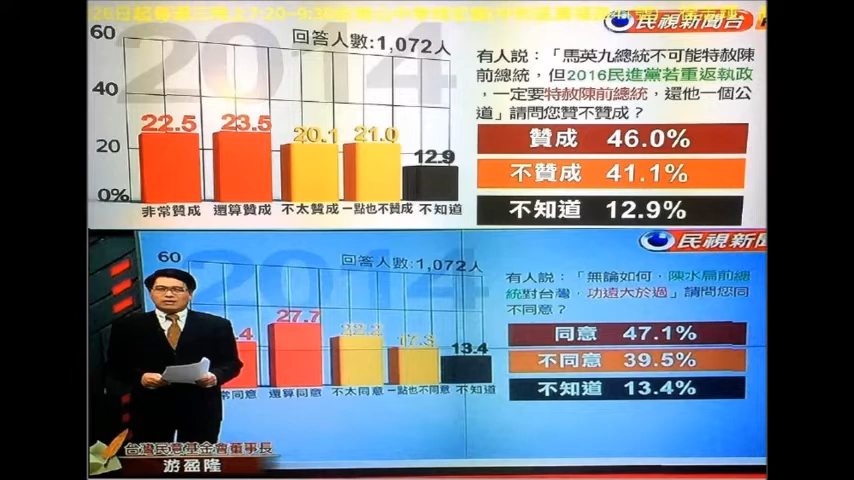 民視新聞台
60
回答人數:1,072人
40
20
0%
22.5
23.5
20.1
21.0
12.9
非常贊成 還算贊成 不太贊成 一點也不贊成 不知道
有人説:「馬英九總統不可能特赦陳
前總統，但2016民進黨若重返執政
，一定要特赦陳前總統，還他一個公
道」請問您贊不贊成？
贊成 46.0%
不贊成 41.1%
不知道 12.9%
民視新聞
60
回答人數:1,072人
27.7
22.2
17.3
13.4
常同意 還算同意 不太同意 一點也不同意 不知道
有人説:「無論如何，陳水扁前總
統對台灣，功遠大於過」請問您同
不同意？
同意 47.1%
不同意 39.5%
不知道 13.4%
台灣民意基金會董事長
游盈隆